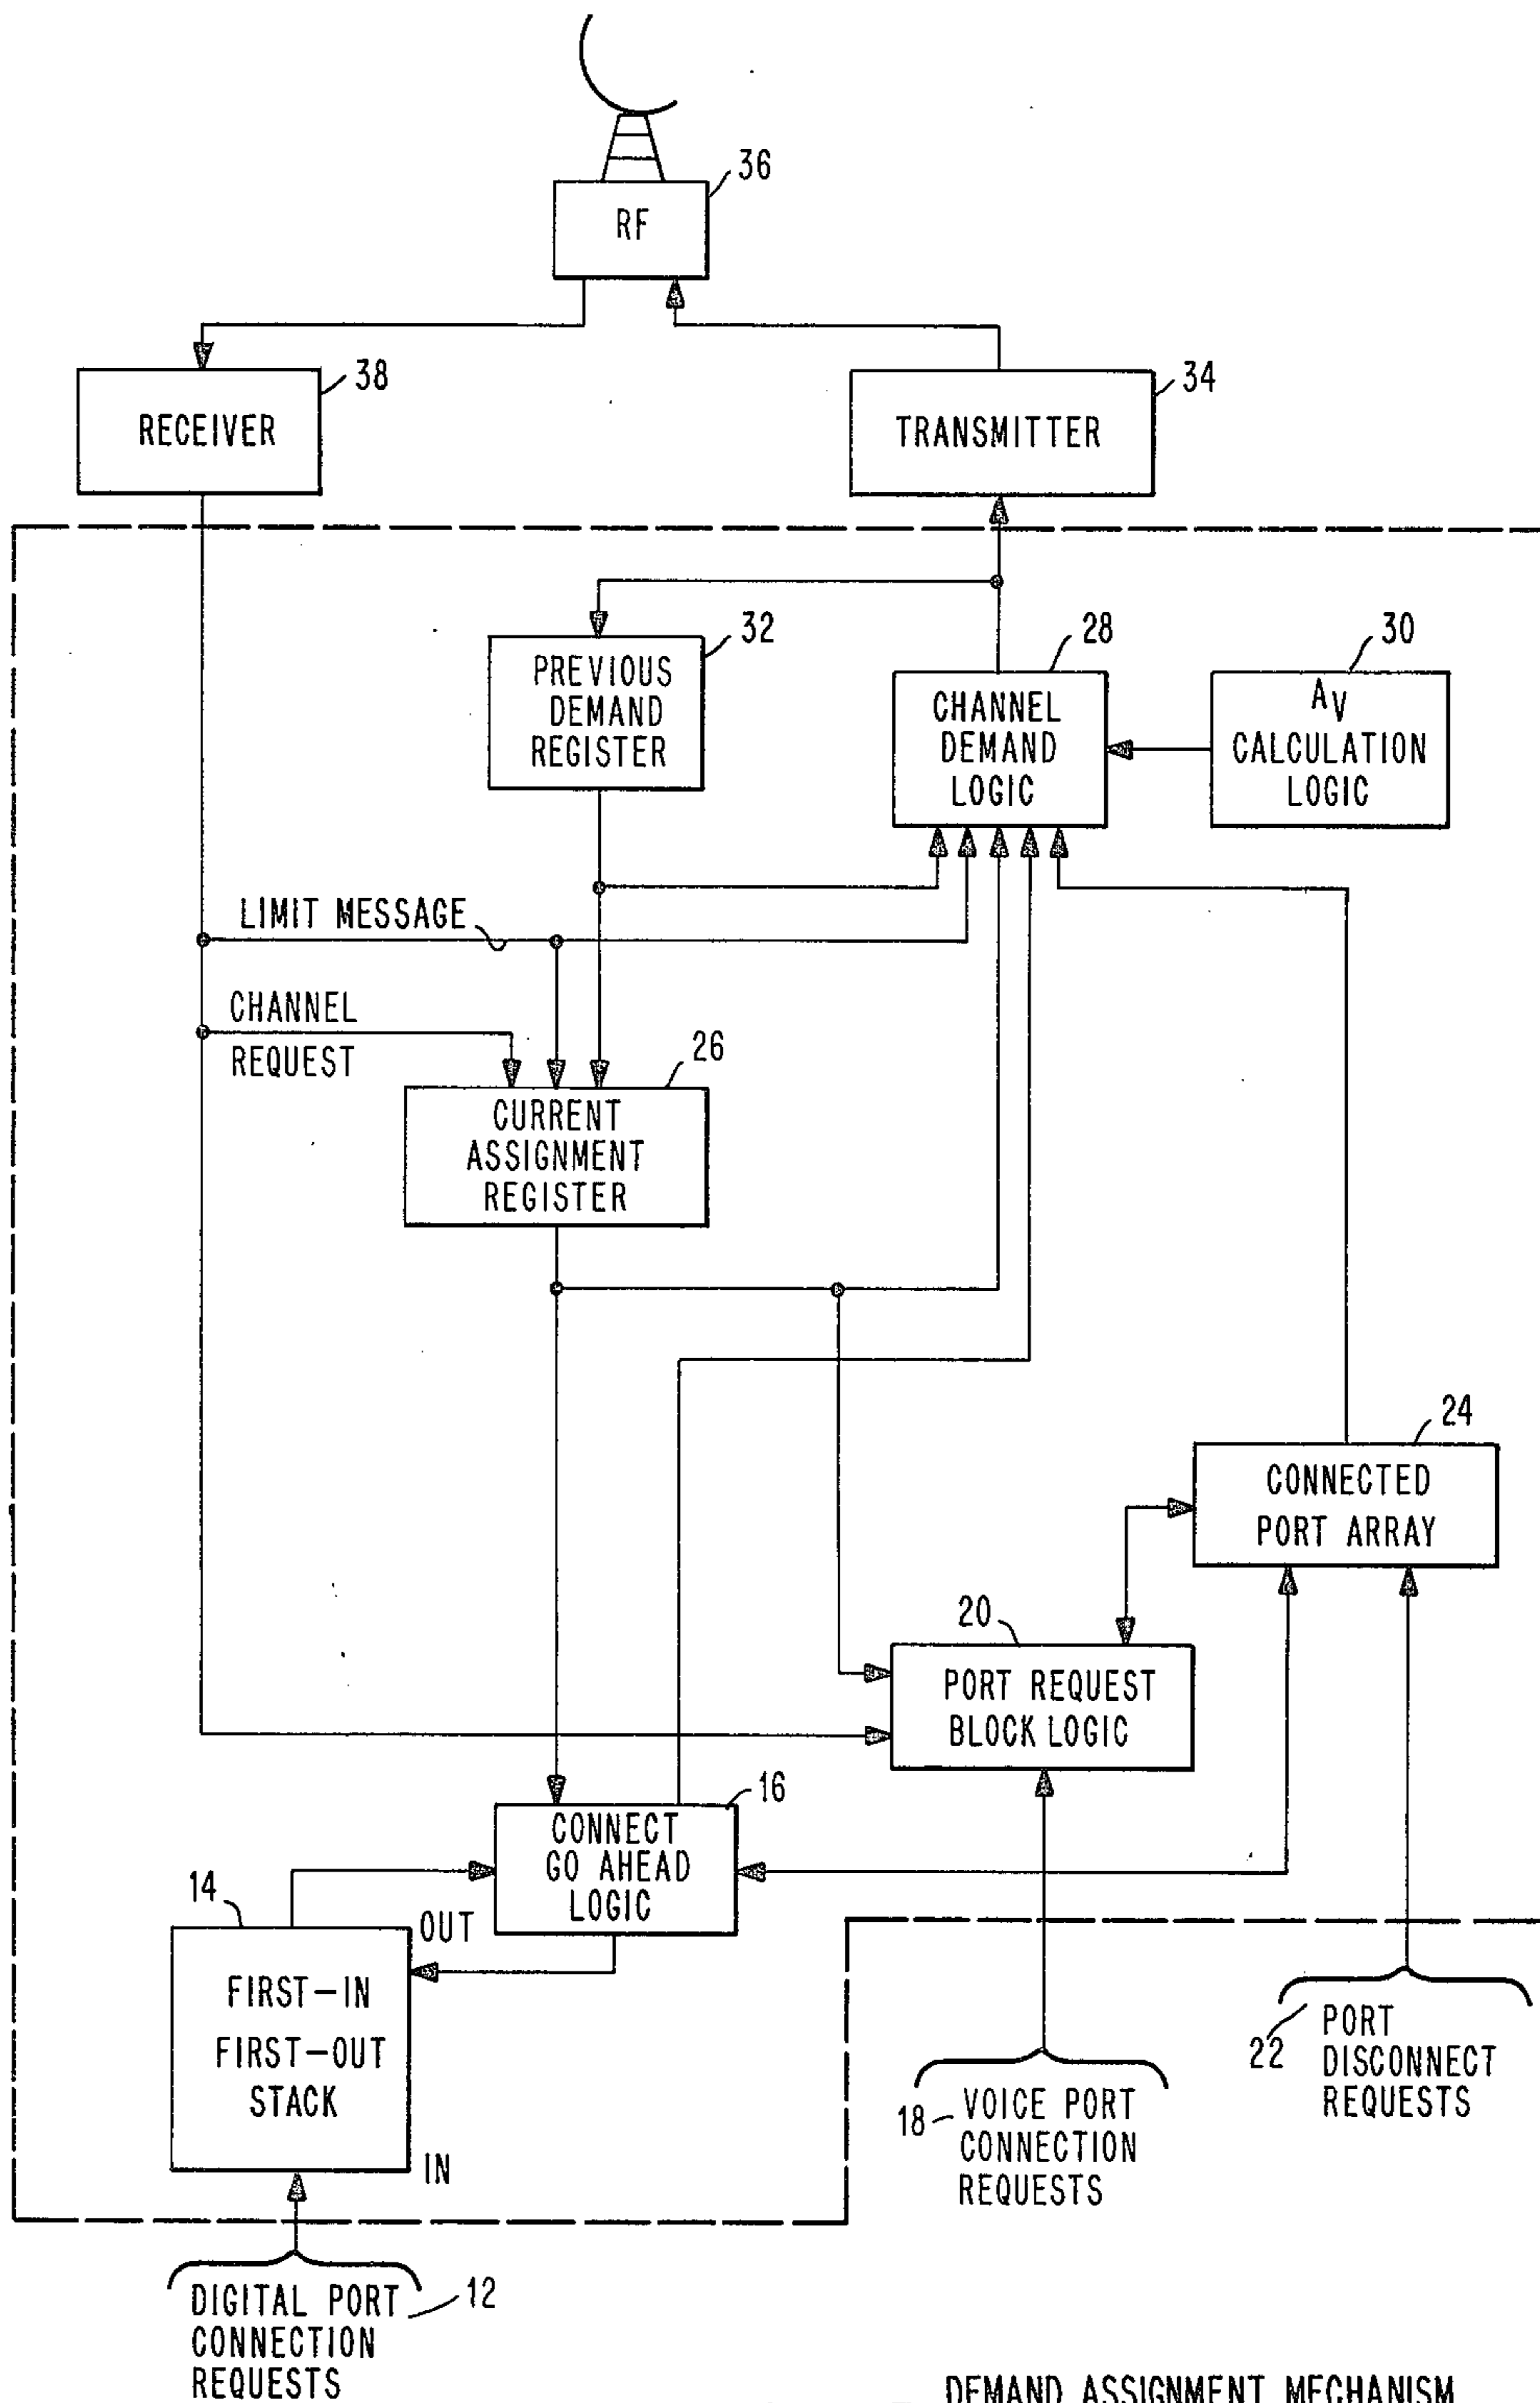 36
RF
38
RECEIVER
34
TRANSMITTER
32
PREVIOUS
DEMAND
REGISTER
28
CHANNEL
DEMAND
LOGIC
30
AV
CALCULATION
LOGIC
LIMIT MESSAGE
CHANNEL
REQUEST
26
CURRENT
ASSIGNMENT
REGISTER
24
CONNECTED
PORT ARRAY
20
PORT REQUEST
BLOCK LOGIC
16
CONNECT
GO AHEAD
LOGIC
14
OUT
FIRST-IN
FIRST-OUT
STACK
IN
22
PORT
DISCONNECT
REQUESTS
18
VOICE PORT
CONNECTION
REQUESTS
12
DIGITAL PORT
CONNECTION
REQUESTS
DEMAND ASSIGNMENT MECHANISM